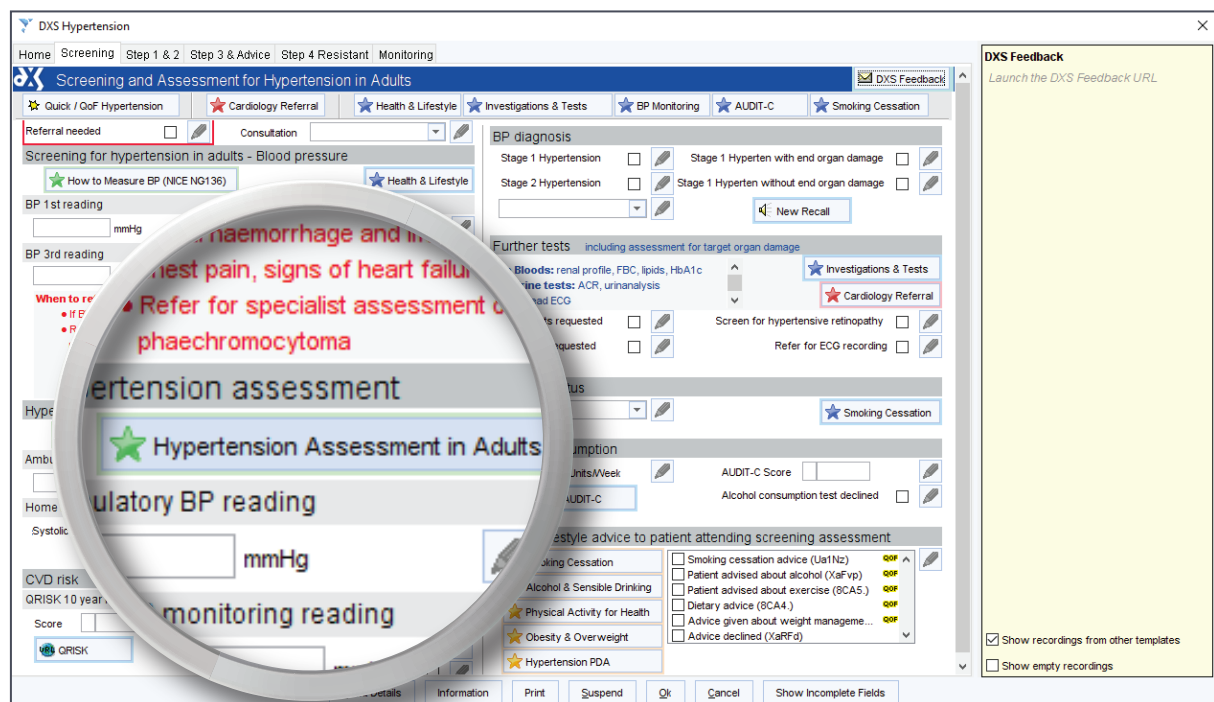 DXS Hypertension
Home Screening Step 1 & 2 Step 3 & Advice Step 4 Resistant Monitoring
Screening and Assessment for Hypertension in Adults
DXS Feedback
Quick / QoF Hypertension
Cardiology Referral
Health & Lifestyle
Investigations & Tests
BP Monitoring
AUDIT-C
Smoking Cessation
Referral needed
Consultation
Screening for hypertension in adults - Blood pressure
How to Measure BP (NICE NG136)
Health & Lifestyle
BP 1st reading
mmHg
BP 3rd reading
When to re
● If B
● R
Hype
Ambu
Home
Systolic
CVD risk
QRISK 10 year
Score
QRISK
haemorrhage and
hest pain, signs of heart failu
● Refer for specialist assessment
phaechromocytoma
ertension assessment
Hypertension Assessment in Adults
ulatory BP reading
mmHg
monitoring reading
BP diagnosis
Stage 1 Hypertension
Stage 1 Hyperten with end organ damage
Stage 2 Hypertension
Stage 1 Hyperten without end organ damage
New Recall
Further tests including assessment for target organ damage
Bloods: renal profile, FBC, lipids, HbA1c
ine tests: ACR, urinanalysis
ad ECG
Investigations & Tests
Cardiology Referral
ts requested
Screen for hypertensive retinopathy
quested
Refer for ECG recording
tus
Smoking Cessation
umption
Units/Week
AUDIT-C Score
AUDIT-C
Alcohol consumption test declined
estyle advice to patient attending screening assessment
oking Cessation
Alcohol & Sensible Drinking
Physical Activity for Health
Obesity & Overweight
Hypertension PDA
Smoking cessation advice (Ua1Nz) QOF
Patient advised about alcohol (XaFvp) QOF
Patient advised about exercise (8CA5.) QOF
Dietary advice (8CA4.) QOF
Advice given about weight manageme... QOF
Advice declined (XaRFd)
Details
Information
Print
Suspend
Ok
Cancel
Show Incomplete Fields
DXS Feedback
Launch the DXS Feedback URL
Show recordings from other templates
Show empty recordings